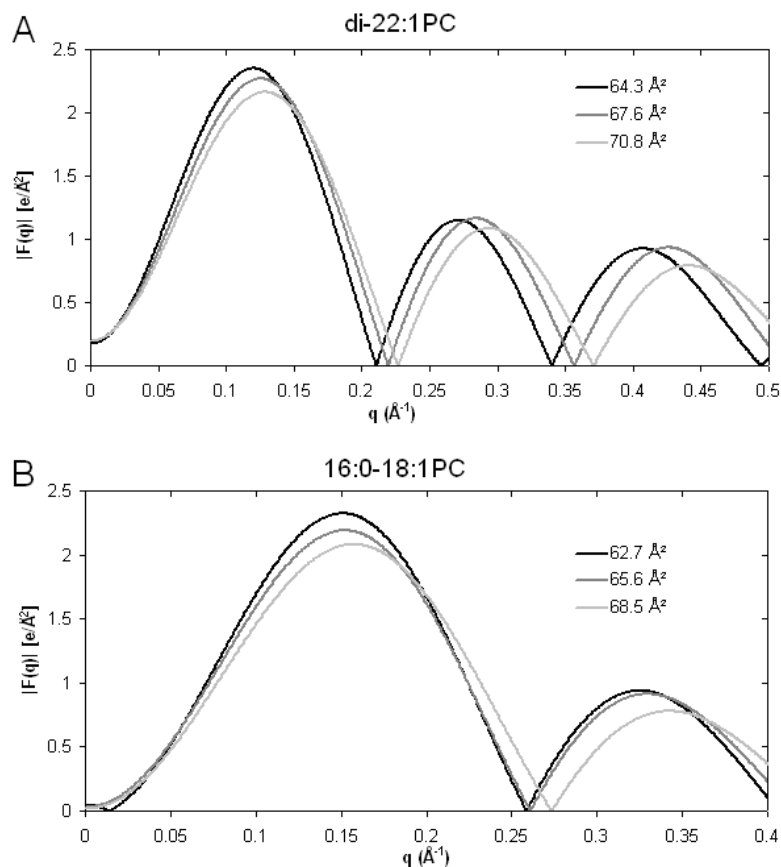 A
di-22:1PC
2.5
2
1.5
1
0.5
0
|F(q)| [e/Å²]
64.3 Å²
67.6 Å²
70.8 Å²
0 0.05 0.1 0.15 0.2 0.25 0.3 0.35 0.4 0.45 0.5
q (Å⁻¹)
B
16:0-18:1PC
2.5
2
1.5
1
0.5
0
|F(q)| [e/Å²]
62.7 Å²
65.6 Å²
68.5 Å²
0 0.05 0.1 0.15 0.2 0.25 0.3 0.35 0.4
q (Å⁻¹)